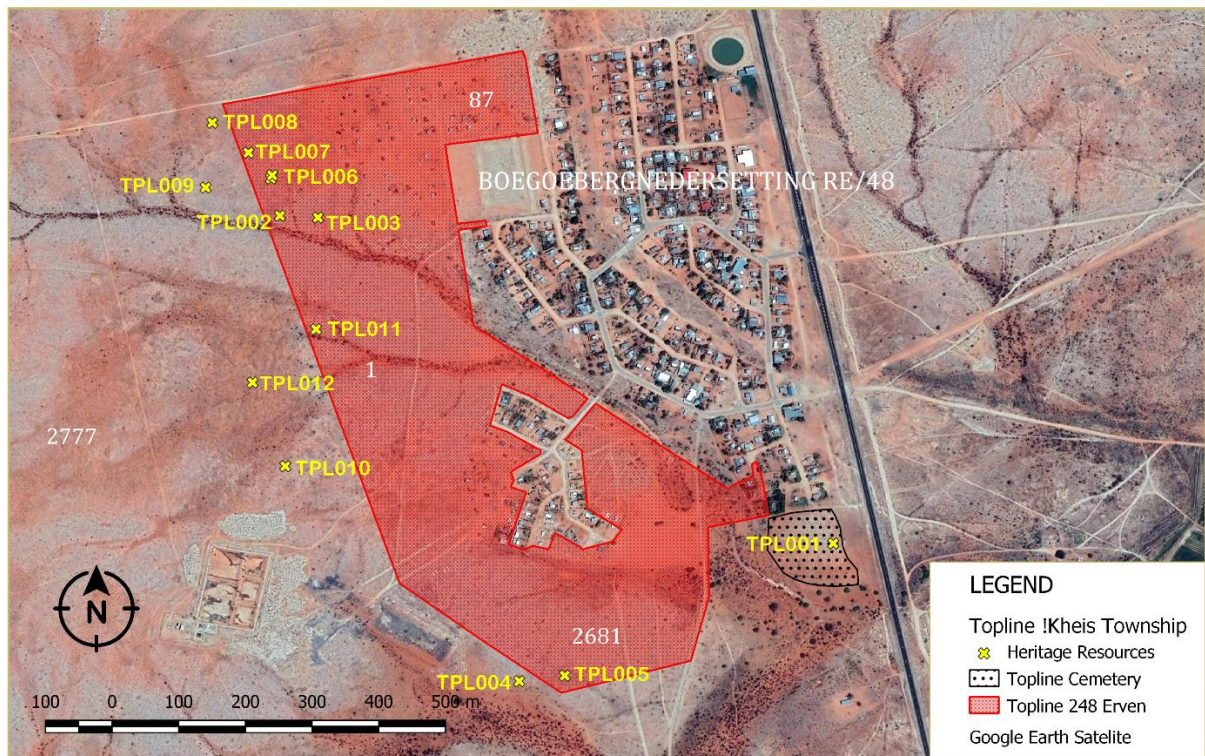 87
TPL008
TPL007
TPL009
TPL006
BOEGOEBERGNEDERSETTING RE/48
TPL002
TPL003
TPL011
1
TPL012
2777
TPL010
TPL001
N
2681
TPL004
TPL005
100 0 100 200 300 400 500 m
LEGEND
Topline !Kheis Township
Heritage Resources
Topline Cemetery
Topline 248 Erven
Google Earth Satelite